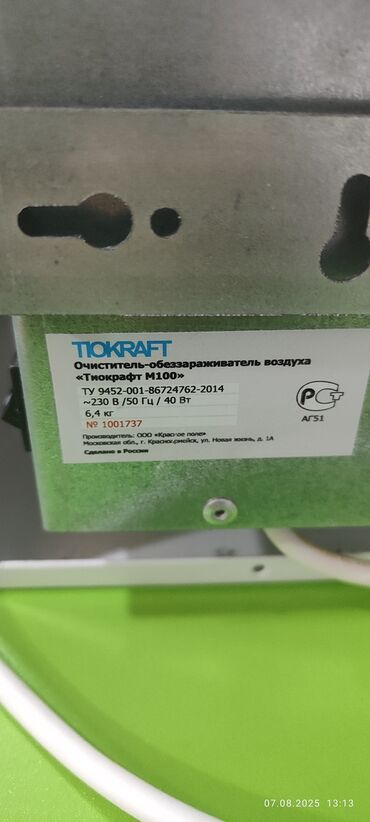 TIOKRAFT
Очиститель-обеззараживатель воздуха
«Тиокрафт М100»
ТУ 9452-001-86724762-2014
~230 В /50 Гц / 40 Вт
6,4 кг
№ 1001737
Производитель: ООО «Красное поле»
Московская обл., г. Красноармейск, ул. Новая жизнь, д. 1А
Сделано в России
АГ51
07.08.2025 13:13